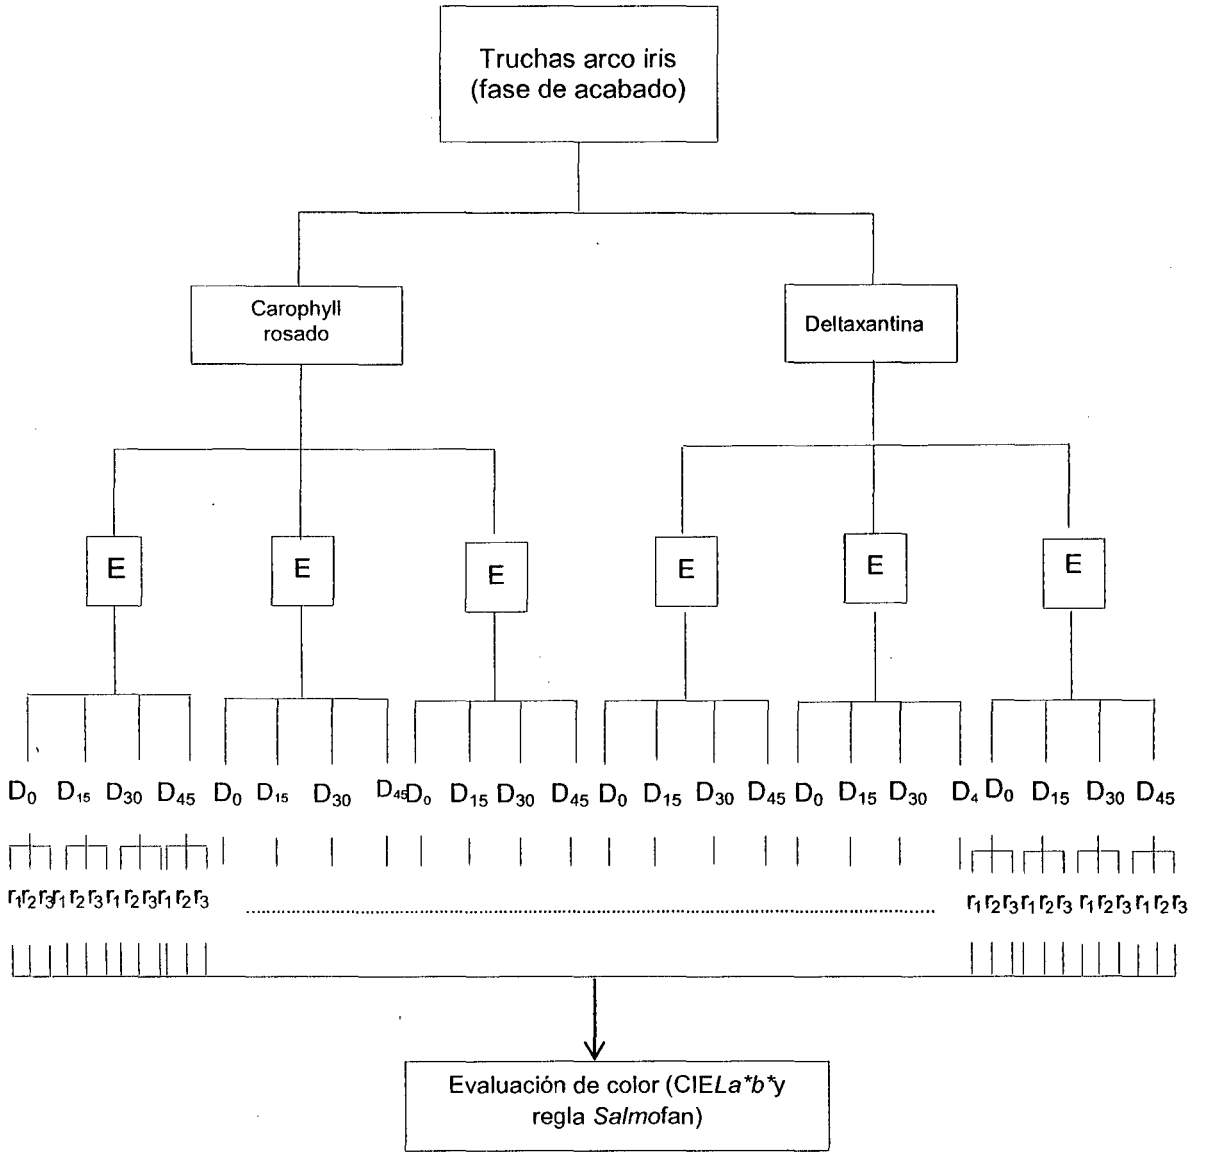 Truchas arco iris
(fase de acabado)
Carophyll
rosado
Deltaxantina
E E E E E E
D₀ D₁₅ D₃₀ D₄₅ D₀ D₁₅ D₃₀ D₄₅ D₀ D₁₅ D₃₀ D₄₅ D₀ D₁₅ D₃₀ D₄₅ D₀ D₁₅ D₃₀ D₄ D₀ D₁₅ D₃₀ D₄₅
r₁ r₂ r₃ r₁ r₂ r₃ r₁ r₂ r₃ r₁ r₂ r₃ ........ r₁ r₂ r₃ r₁ r₂ r₃ r₁ r₂ r₃ r₁ r₂ r₃
Evaluación de color (CIELa*b*y
regla Salmofan)